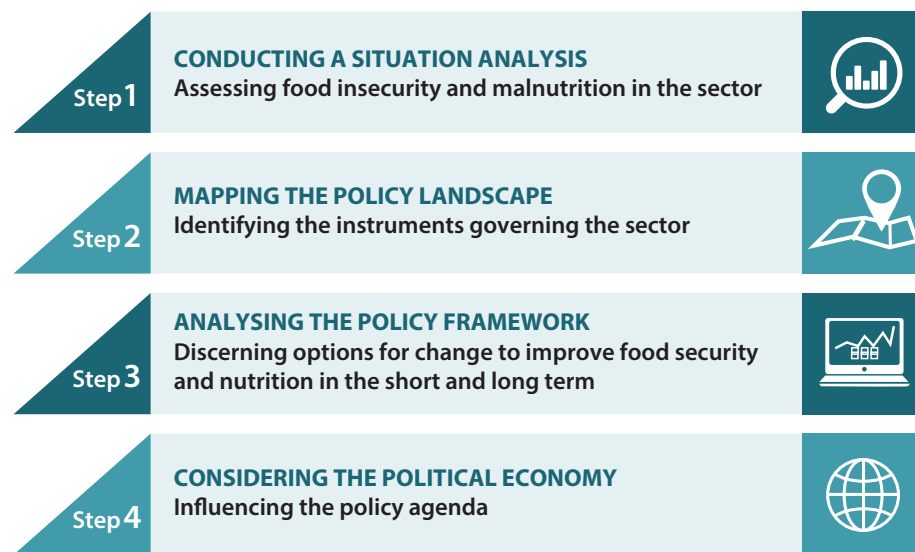 Step 1
CONDUCTING A SITUATION ANALYSIS
Assessing food insecurity and malnutrition in the sector
Step 2
MAPPING THE POLICY LANDSCAPE
Identifying the instruments governing the sector
Step 3
ANALYSING THE POLICY FRAMEWORK
Discerning options for change to improve food security
and nutrition in the short and long term
Step 4
CONSIDERING THE POLITICAL ECONOMY
Influencing the policy agenda